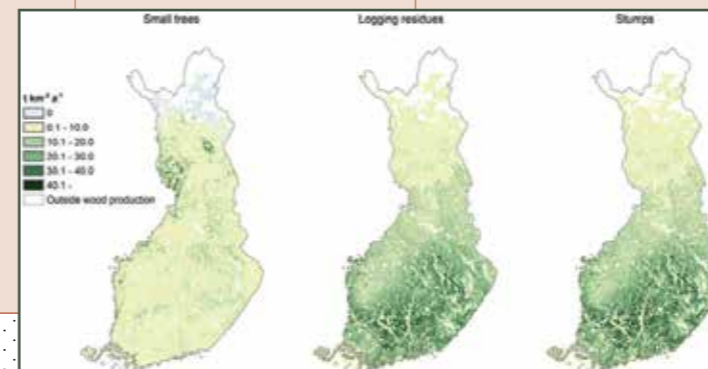 Small trees
Logging residues
Stumps
t km⁻² a⁻¹
0
0.1 - 10.0
10.1 - 20.0
20.1 - 30.0
30.1 - 40.0
40.1 -
Outside wood production